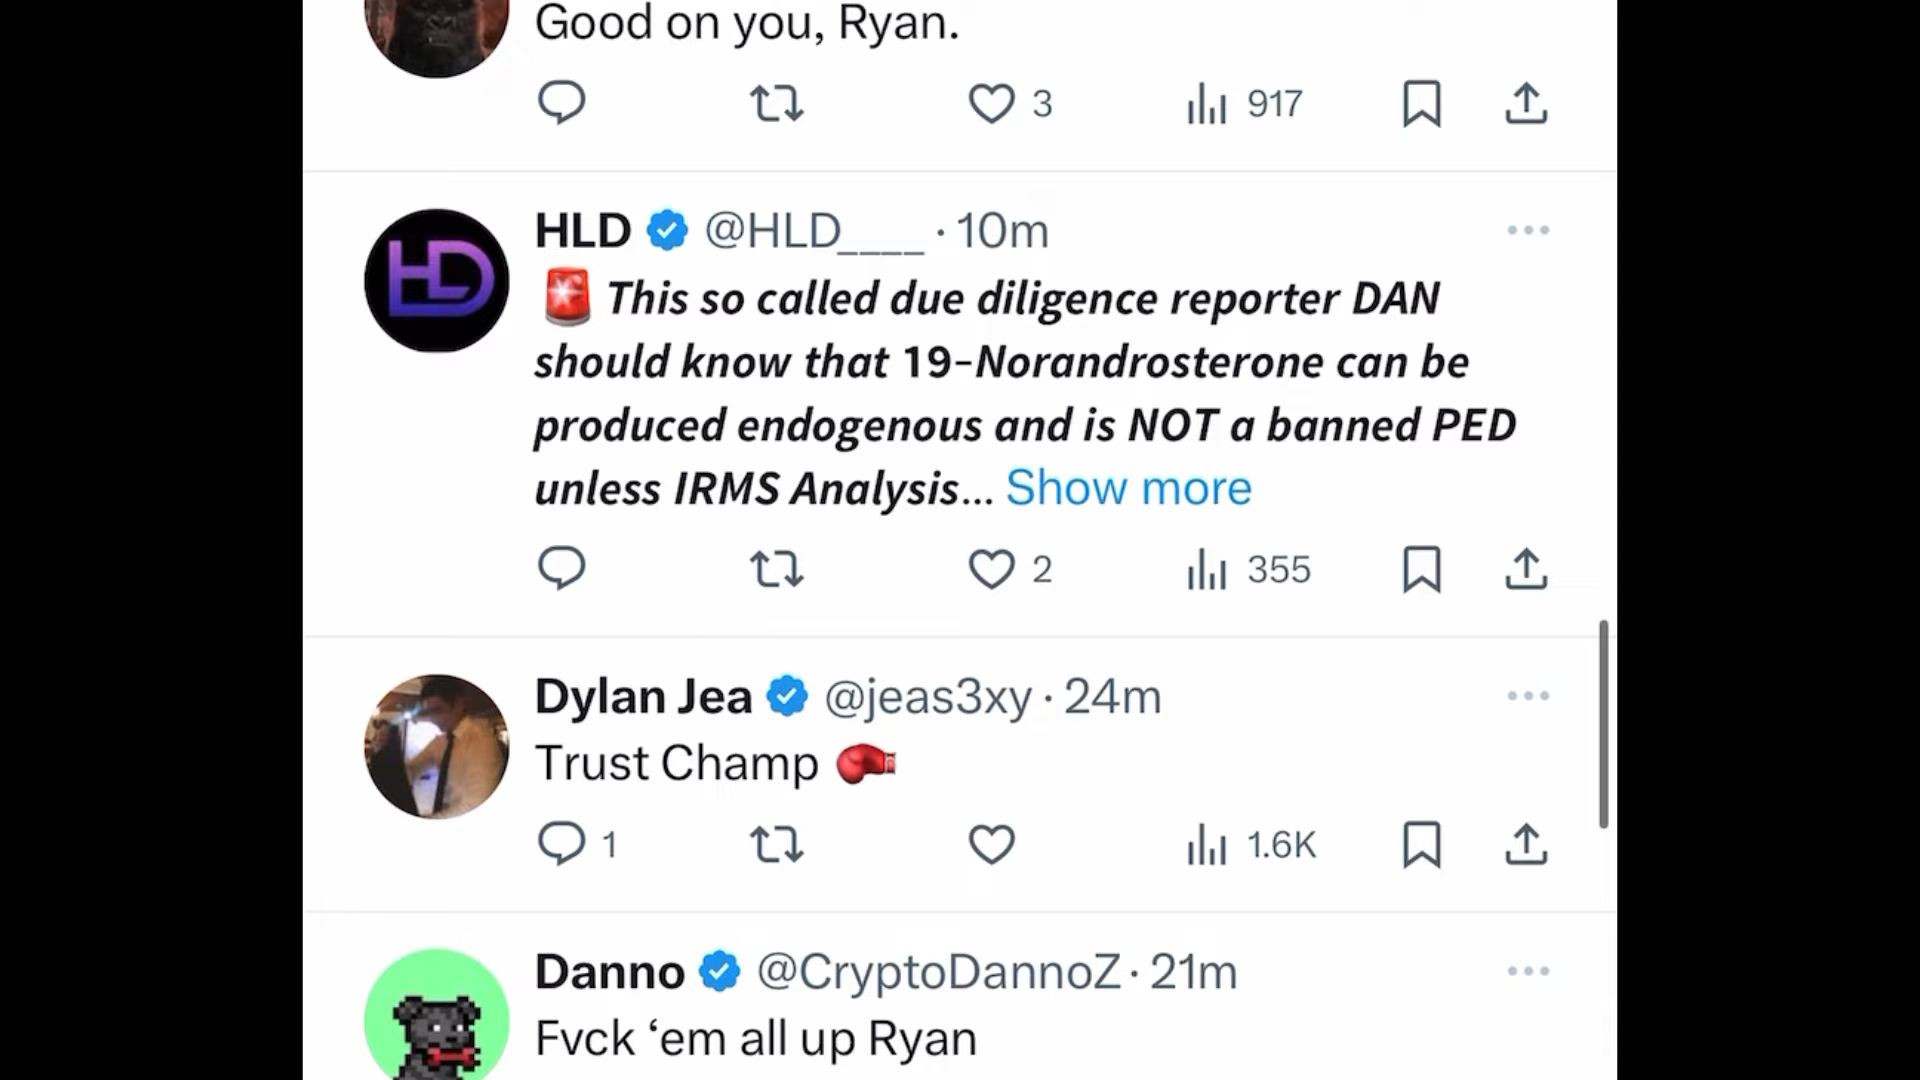 Good on you, Ryan.
3 917
HLD @HLD____ · 10m
🚨 This so called due diligence reporter DAN
should know that 19-Norandrosterone can be
produced endogenous and is NOT a banned PED
unless IRMS Analysis... Show more
2 355
Dylan Jea @jeas3xy · 24m
Trust Champ 🥊
1 1.6K
Danno @CryptoDannoZ · 21m
Fvck ‘em all up Ryan